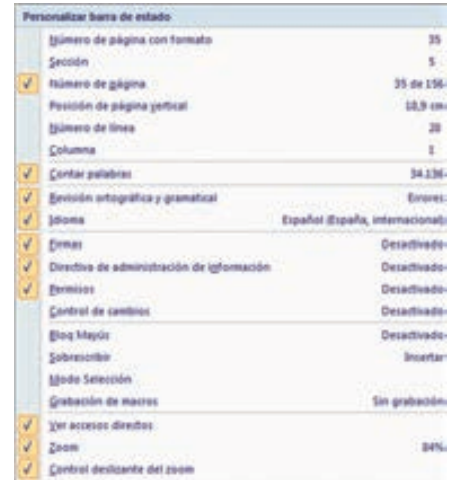 Personalizar barra de estado
Número de página con formato 35
Sección 5
Número de página 35 de 156
Posición de página vertical 10,9 cm
Número de línea 20
Columna 1
Contar palabras 34.136
Revisión ortográfica y gramatical Errores
Idioma Español (España, internacional)
Firmas Desactivado
Directiva de administración de información Desactivado
Permisos Desactivado
Control de cambios Desactivado
Bloq Mayús Desactivado
Sobrescribir Insertar
Modo Selección
Grabación de macros Sin grabación
Ver accesos directos
Zoom 84%
Control deslizante del zoom